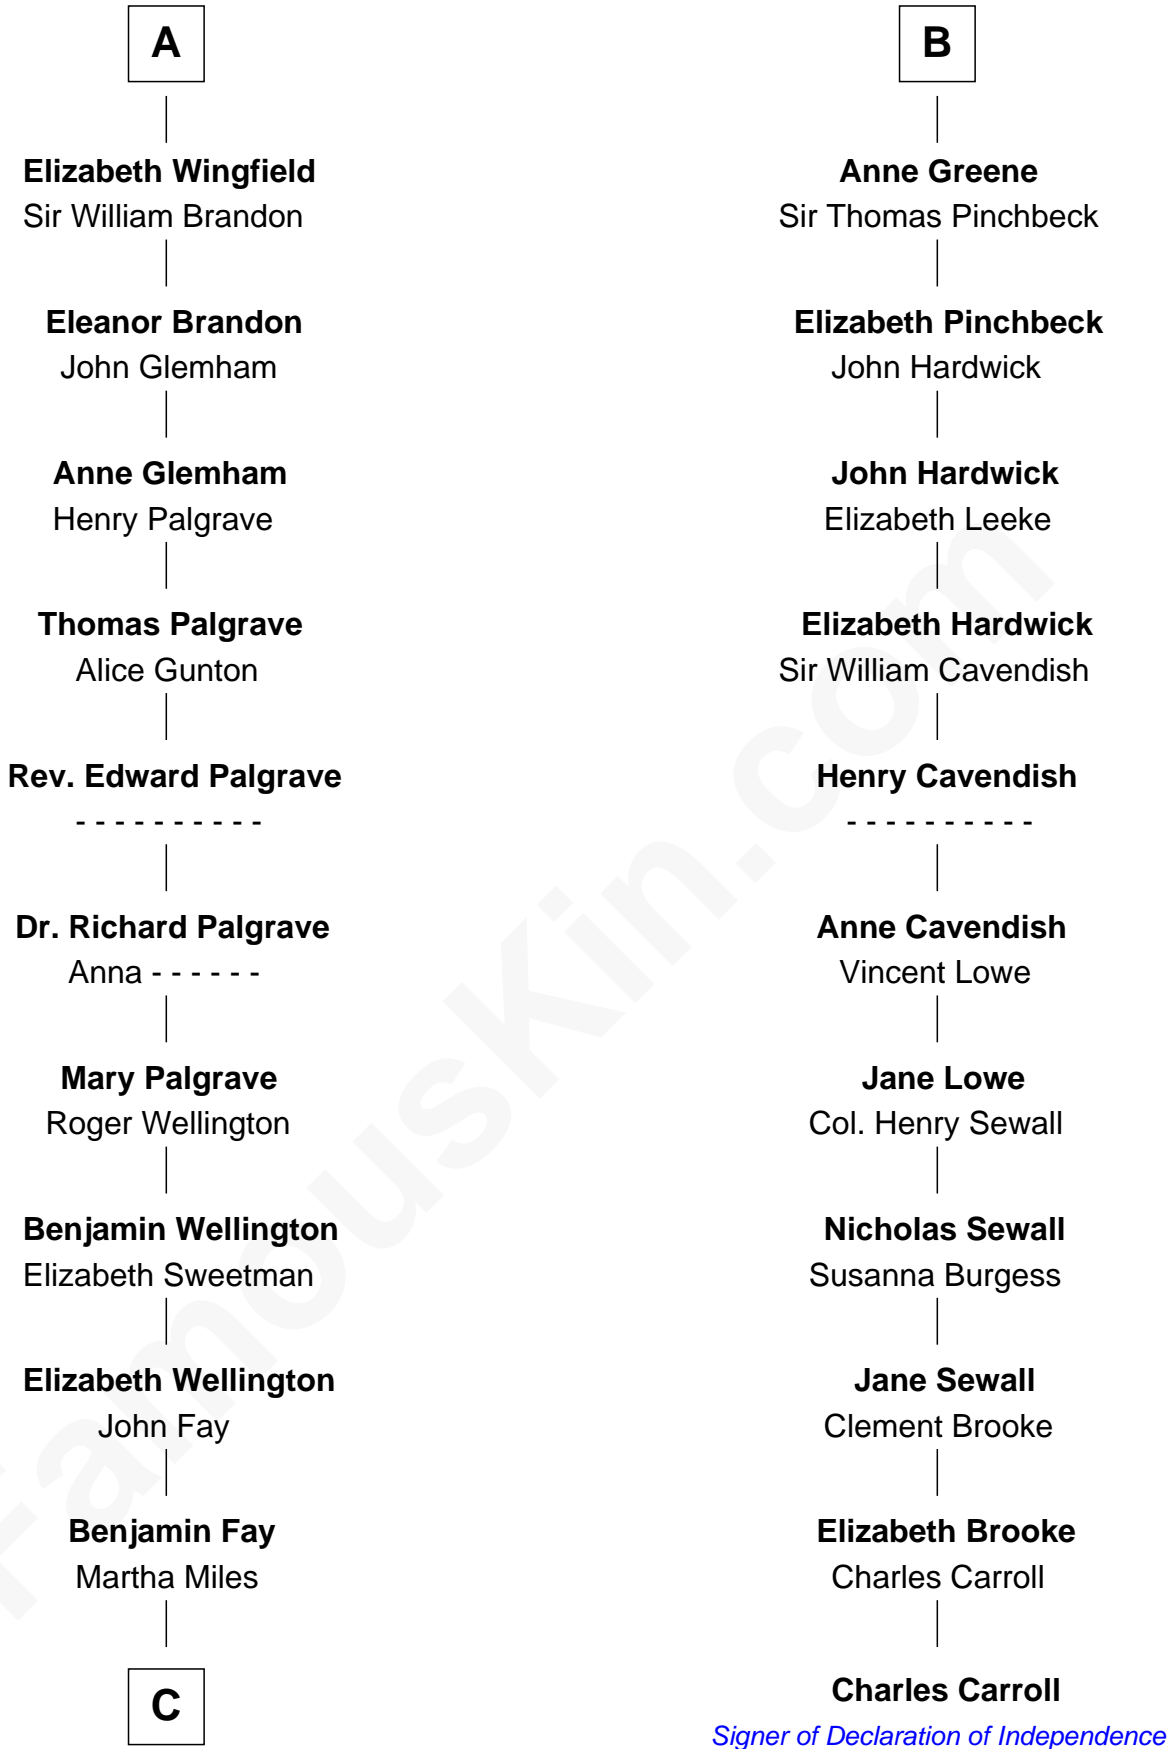 A
Elizabeth Wingfield
Sir William Brandon
Eleanor Brandon
John Glemham
Anne Glemham
Henry Palgrave
Thomas Palgrave
Alice Gunton
Rev. Edward Palgrave
- - - - - - - - - -
Dr. Richard Palgrave
Anna - - - - - -
Mary Palgrave
Roger Wellington
Benjamin Wellington
Elizabeth Sweetman
Elizabeth Wellington
John Fay
Benjamin Fay
Martha Miles
C
B
Anne Greene
Sir Thomas Pinchbeck
Elizabeth Pinchbeck
John Hardwick
John Hardwick
Elizabeth Leeke
Elizabeth Hardwick
Sir William Cavendish
Henry Cavendish
- - - - - - - - - -
Anne Cavendish
Vincent Lowe
Jane Lowe
Col. Henry Sewall
Nicholas Sewall
Susanna Burgess
Jane Sewall
Clement Brooke
Elizabeth Brooke
Charles Carroll
Charles Carroll
Signer of Declaration of Independence
FamousKin.com